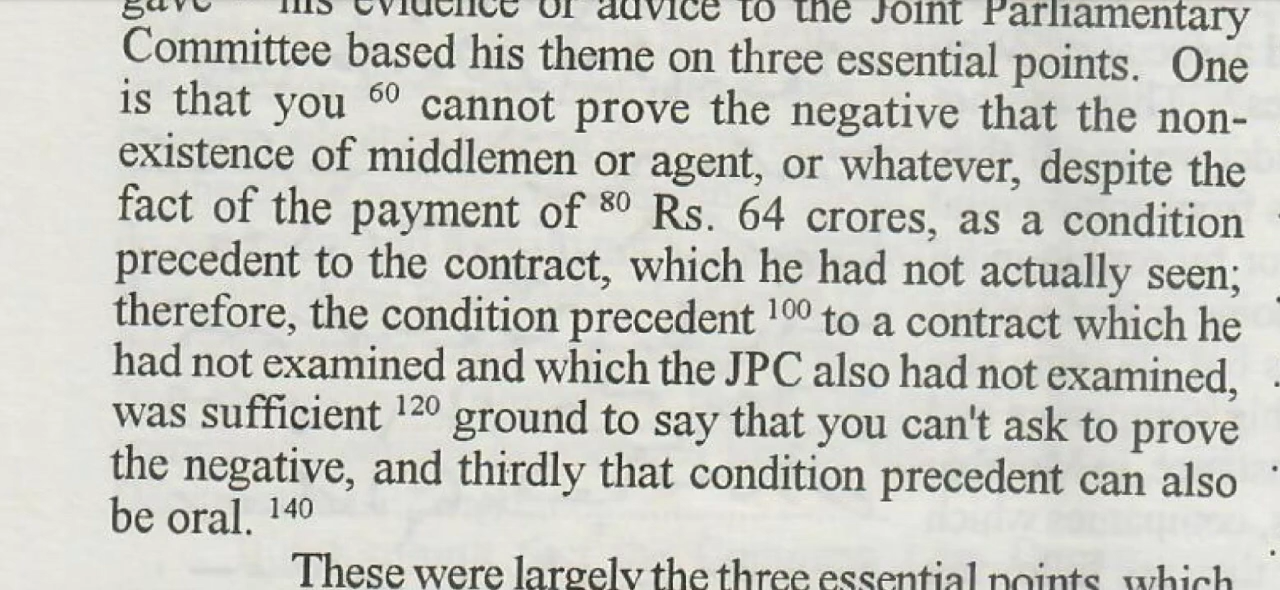 gave his evidence or advice to the Joint Parliamentary
Committee based his theme on three essential points. One
is that you 60 cannot prove the negative that the non-
existence of middlemen or agent, or whatever, despite the
fact of the payment of 80 Rs. 64 crores, as a condition
precedent to the contract, which he had not actually seen;
therefore, the condition precedent 100 to a contract which he
had not examined and which the JPC also had not examined,
was sufficient 120 ground to say that you can't ask to prove
the negative, and thirdly that condition precedent can also
be oral. 140
These were largely the three essential points, which